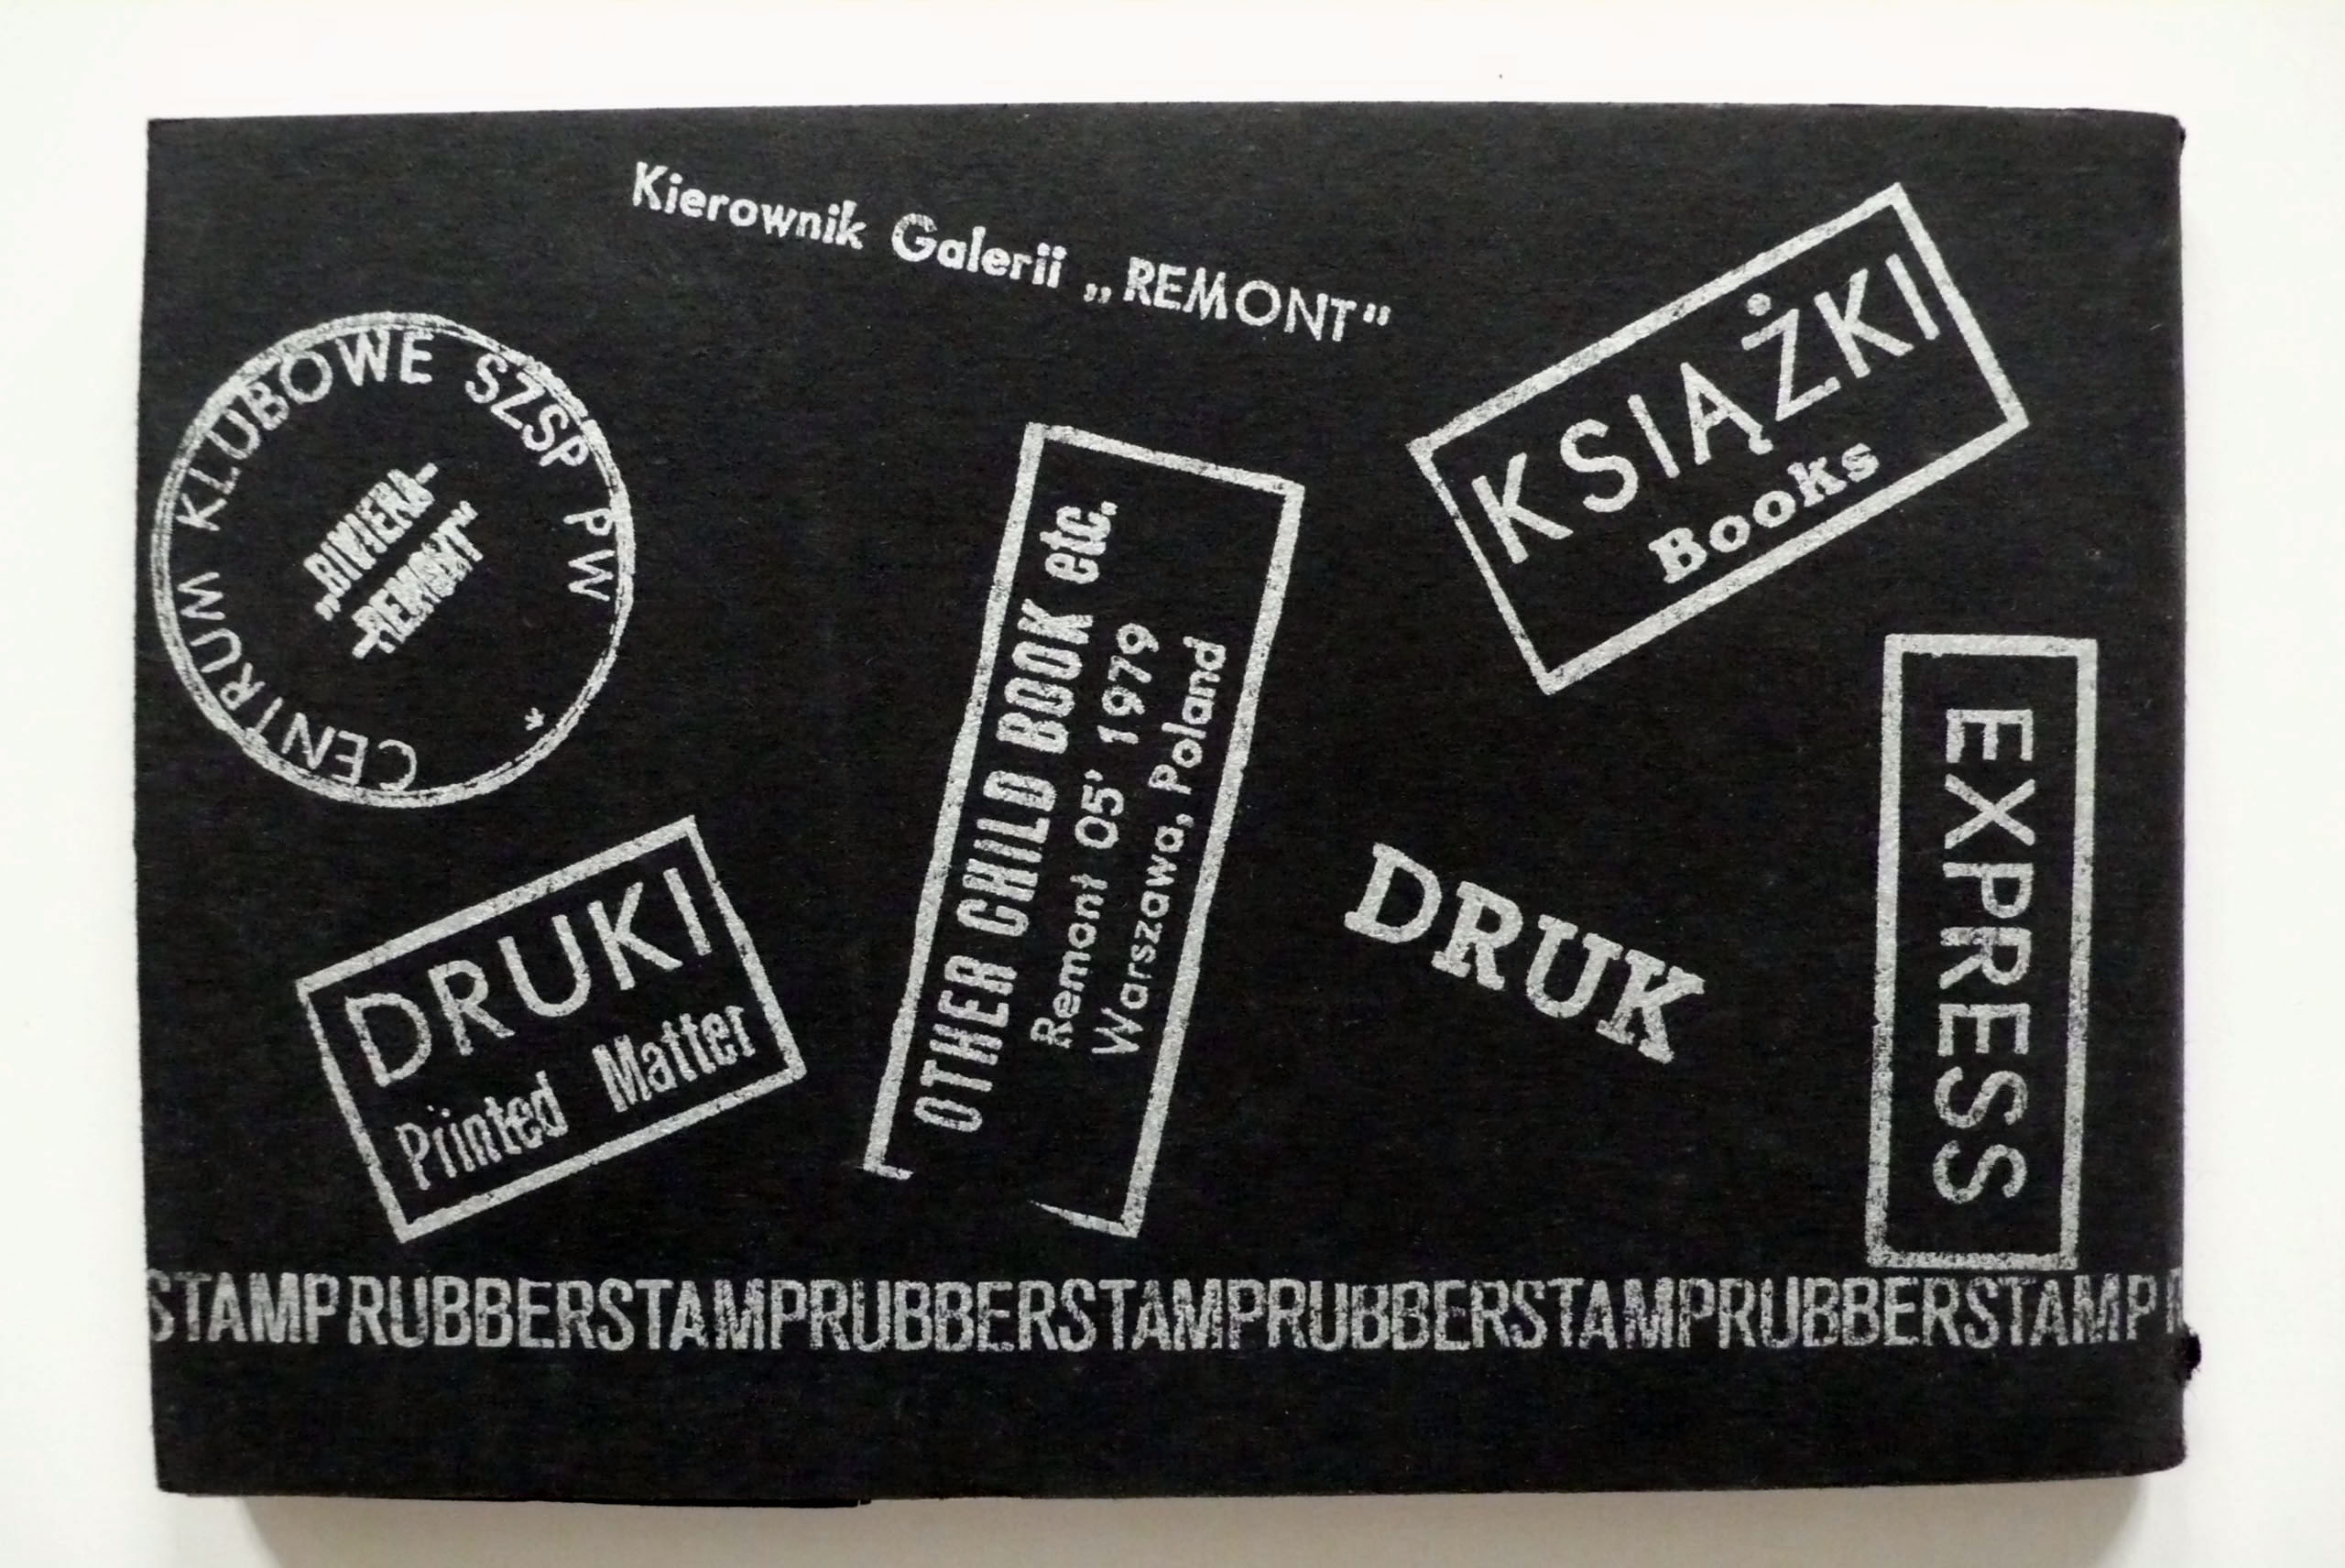 Kierownik Galerii „REMONT”
CENTRUM KLUBOWE SZSP PW *
„RIVIERA-
-REMONT”
KSIĄŻKI
Books
OTHER CHILD BOOK etc.
Remont 05' 1979
Warszawa, Poland
EXPRESS
DRUKI
Printed Matter
DRUK
STAMPRUBBERSTAMPRUBBERSTAMPRUBBERSTAMPRUBBERSTAMPR